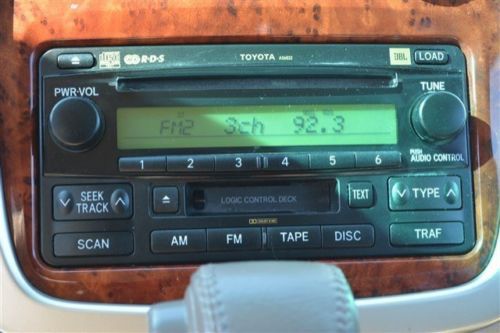 RDS
TOYOTA
JBL
LOAD
PWR·VOL
TUNE
FM2 3ch 92.3
1 2 3 4 5 6
PUSH
AUDIO CONTROL
SEEK
TRACK
LOGIC CONTROL DECK
TEXT
TYPE
SCAN
AM
FM
TAPE
DISC
TRAF